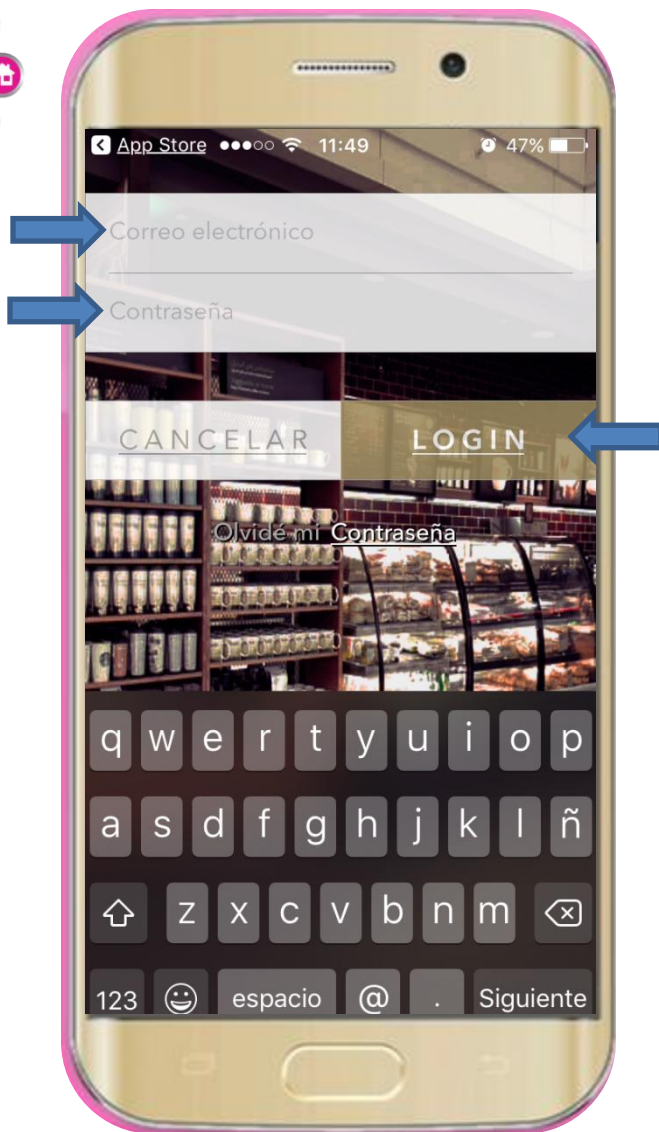 App Store 11:49 47%
Correo electrónico
Contraseña
CANCELAR LOGIN
Olvidé mi Contraseña
q w e r t y u i o p
a s d f g h j k l ñ
z x c v b n m
123 espacio @ . Siguiente